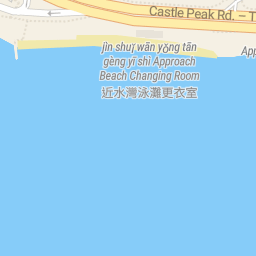 Castle Peak Rd. – T
jìn shuǐ wān yǒng tān
gèng yī shì Approach
Beach Changing Room
近水灣泳灘更衣室
App